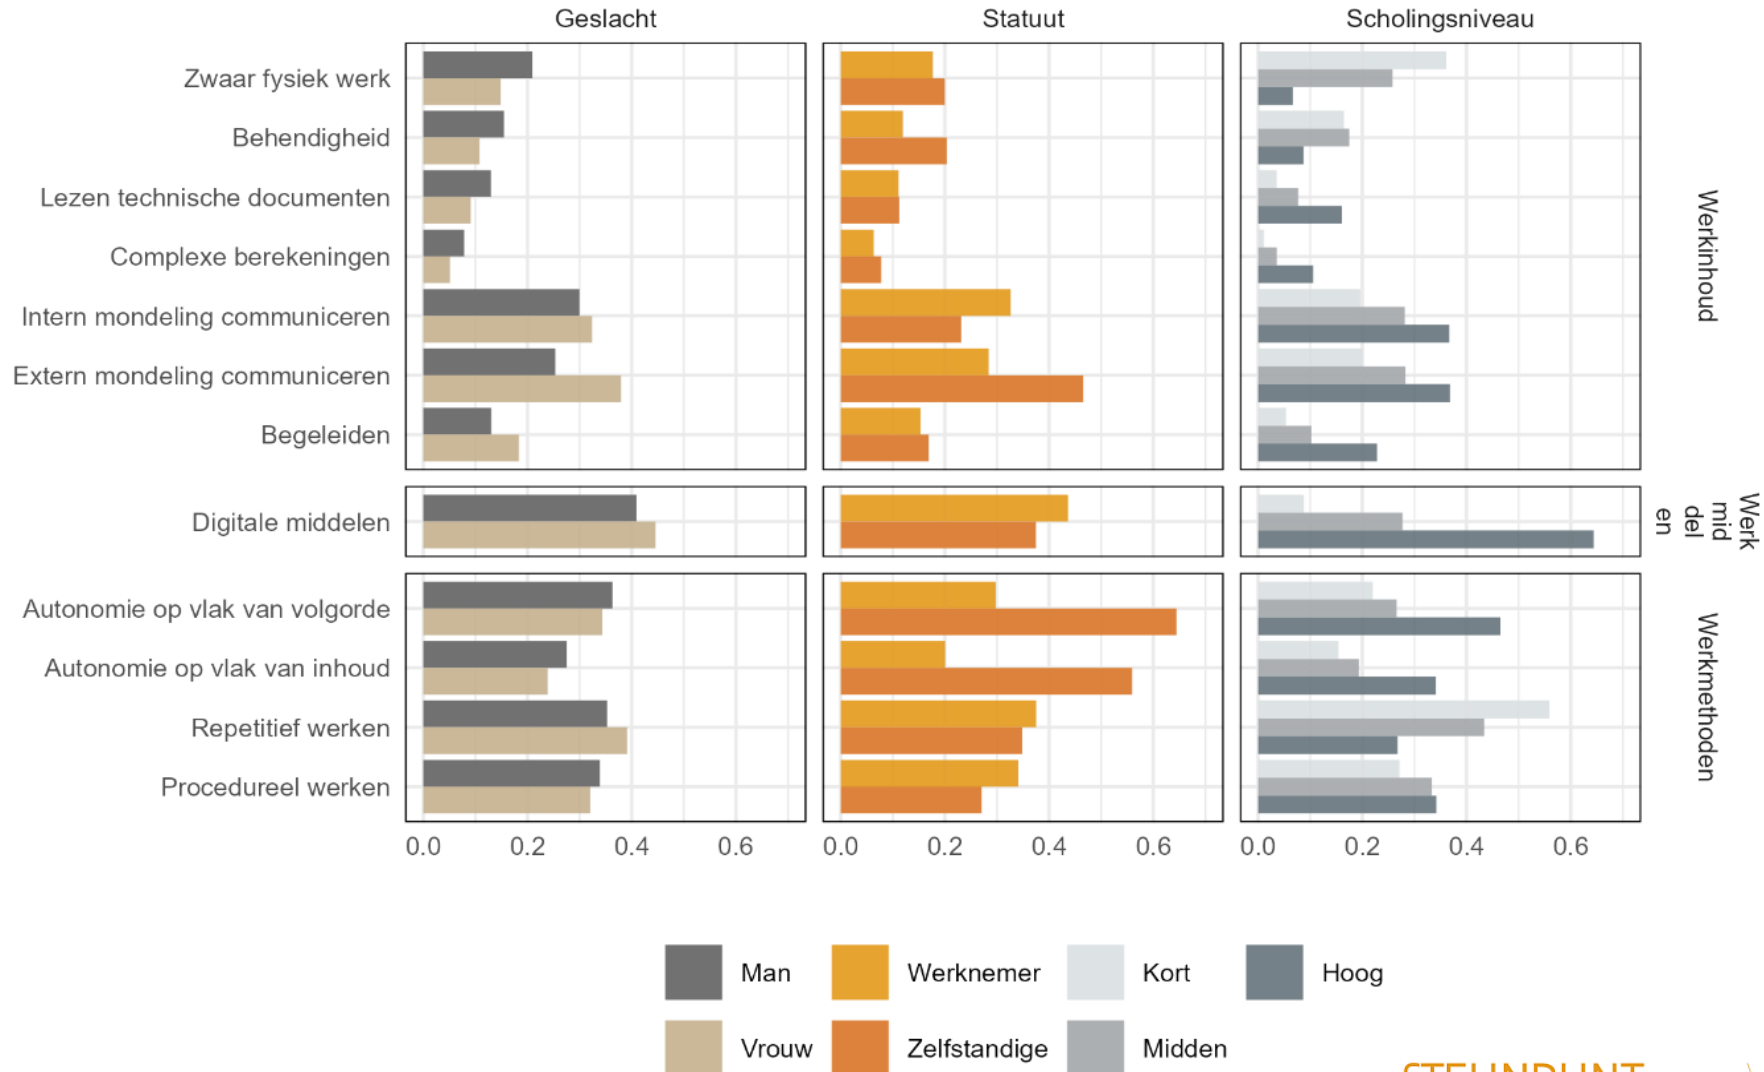 Geslacht Statuut Scholingsniveau
Zwaar fysiek werk
Behendigheid
Lezen technische documenten
Complexe berekeningen
Intern mondeling communiceren
Extern mondeling communiceren
Begeleiden
Werkinhoud
Digitale middelen
Werk
mid
del
en
Autonomie op vlak van volgorde
Autonomie op vlak van inhoud
Repetitief werken
Procedureel werken
Werkmethoden
0.0 0.2 0.4 0.6 0.0 0.2 0.4 0.6 0.0 0.2 0.4 0.6
Man Werknemer Kort Hoog
Vrouw Zelfstandige Midden
STEUNPUNT